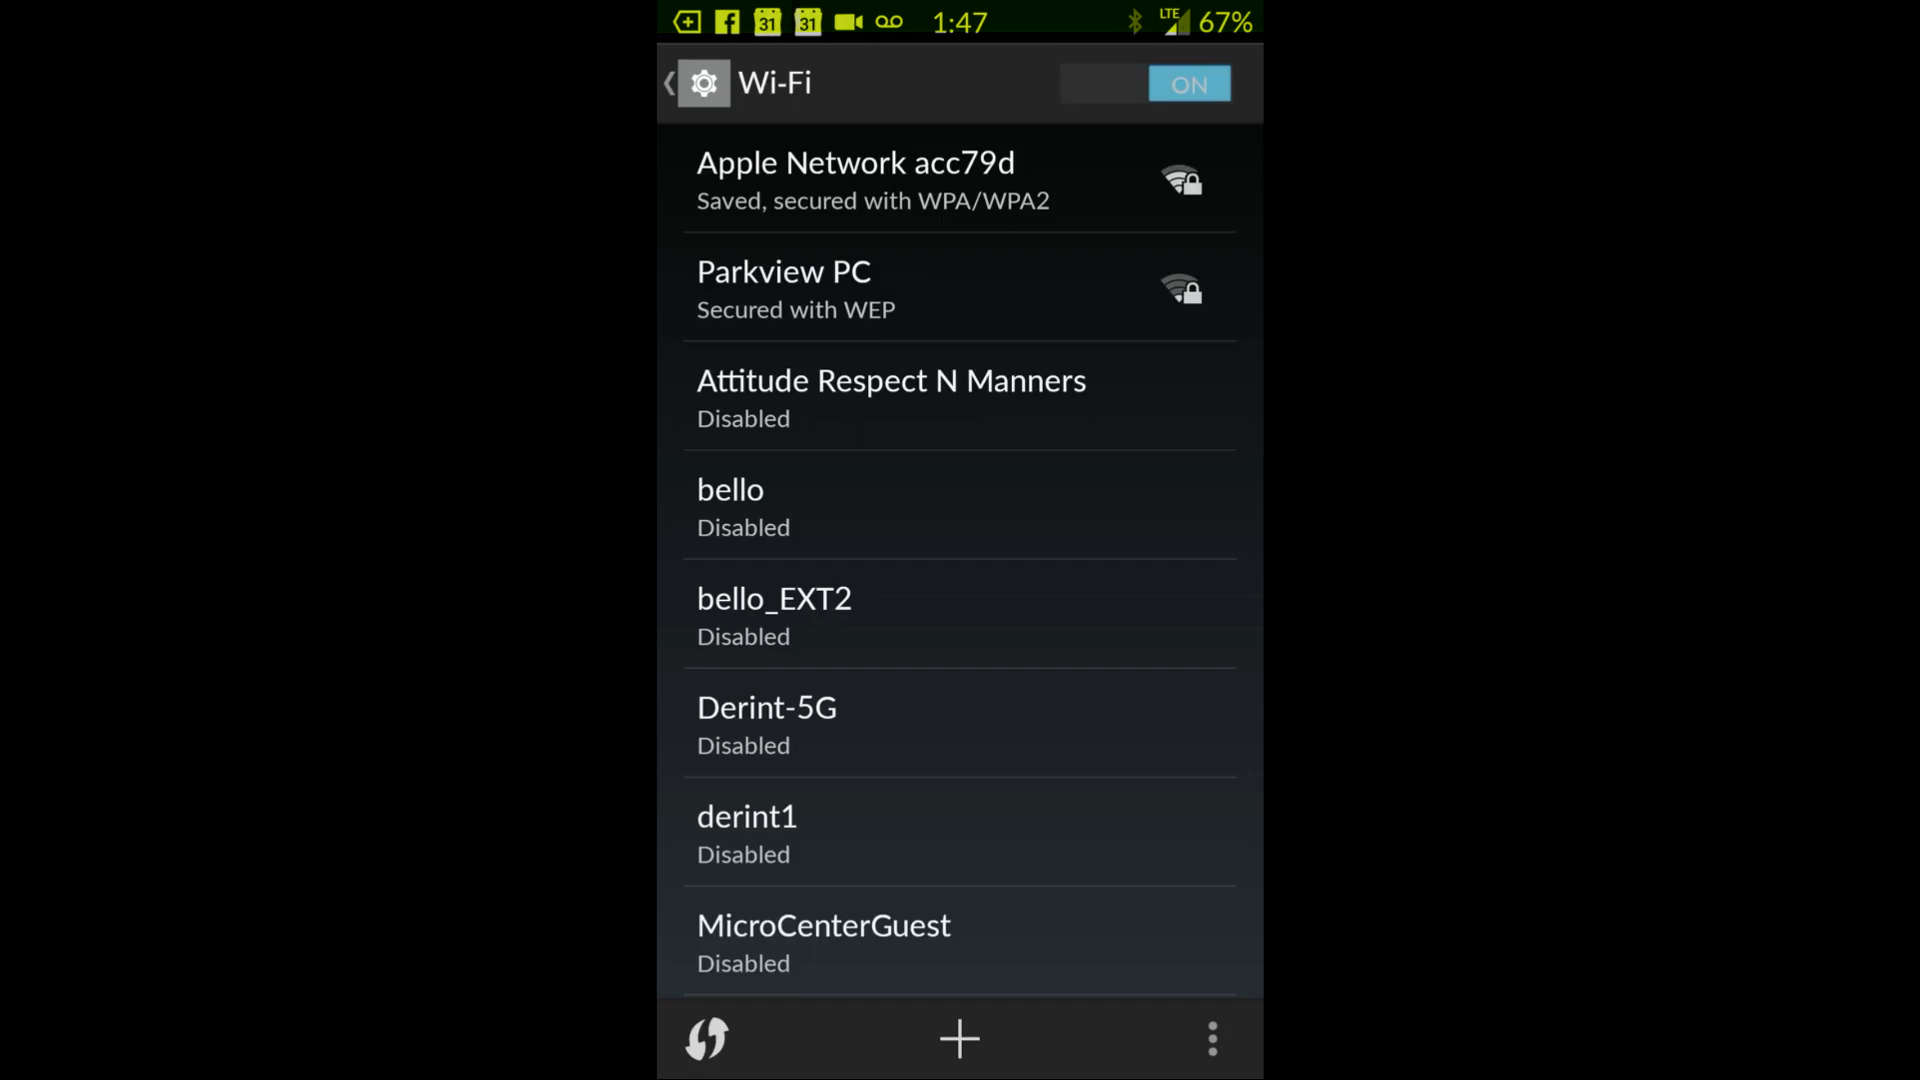 31 31 1:47 LTE 67%
Wi-Fi ON
Apple Network acc79d
Saved, secured with WPA/WPA2
Parkview PC
Secured with WEP
Attitude Respect N Manners
Disabled
bello
Disabled
bello_EXT2
Disabled
Derint-5G
Disabled
derint1
Disabled
MicroCenterGuest
Disabled